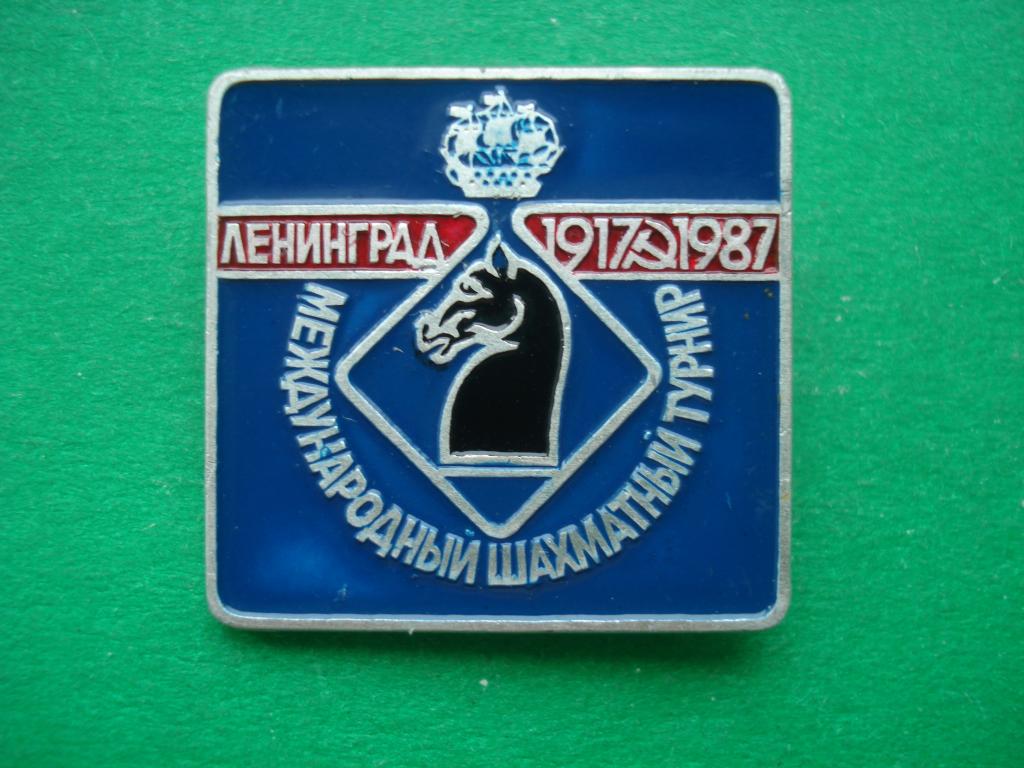 ЛЕНИНГРАД 1917 1987
МЕЖДУНАРОДНЫЙ ШАХМАТНЫЙ ТУРНИР